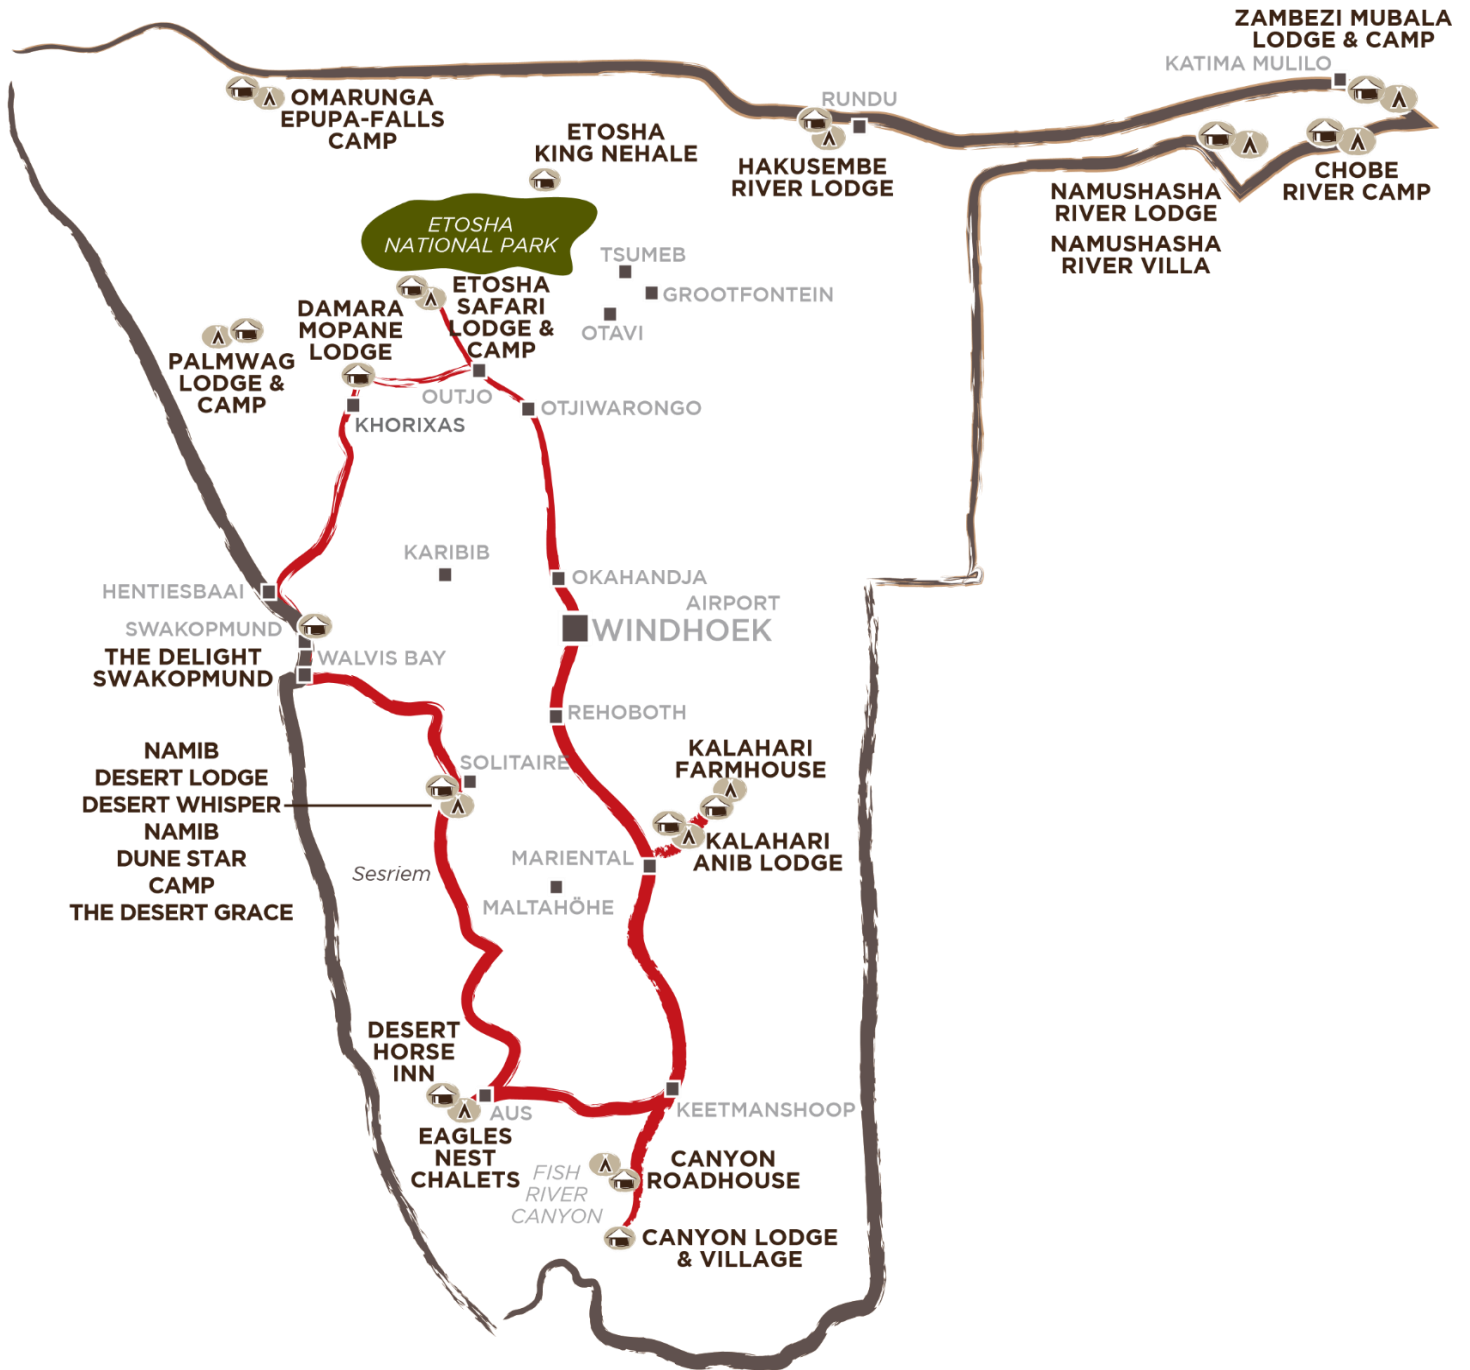 ZAMBEZI MUBALA
LODGE & CAMP
KATIMA MULILO
OMARUNGA
EPUPA-FALLS
CAMP
RUNDU
ETOSHA
KING NEHALE
HAKUSEMBE
RIVER LODGE
CHOBE
RIVER CAMP
NAMUSHASHA
RIVER LODGE
NAMUSHASHA
RIVER VILLA
ETOSHA
NATIONAL PARK
TSUMEB
GROOTFONTEIN
OTAVI
ETOSHA
SAFARI
LODGE &
CAMP
DAMARA
MOPANE
LODGE
PALMWAG
LODGE &
CAMP
OUTJO
OTJIWARONGO
KHORIXAS
KARIBIB
OKAHANDJA
HENTIESBAAI
AIRPORT
WINDHOEK
SWAKOPMUND
THE DELIGHT
SWAKOPMUND
WALVIS BAY
REHOBOTH
NAMIB
DESERT LODGE
DESERT WHISPER
NAMIB
DUNE STAR
CAMP
THE DESERT GRACE
SOLITAIRE
KALAHARI
FARMHOUSE
KALAHARI
ANIB LODGE
MARIENTAL
Sesriem
MALTAHÖHE
DESERT
HORSE
INN
AUS
KEETMANSHOOP
EAGLES
NEST
CHALETS
FISH
RIVER
CANYON
CANYON
ROADHOUSE
CANYON LODGE
& VILLAGE